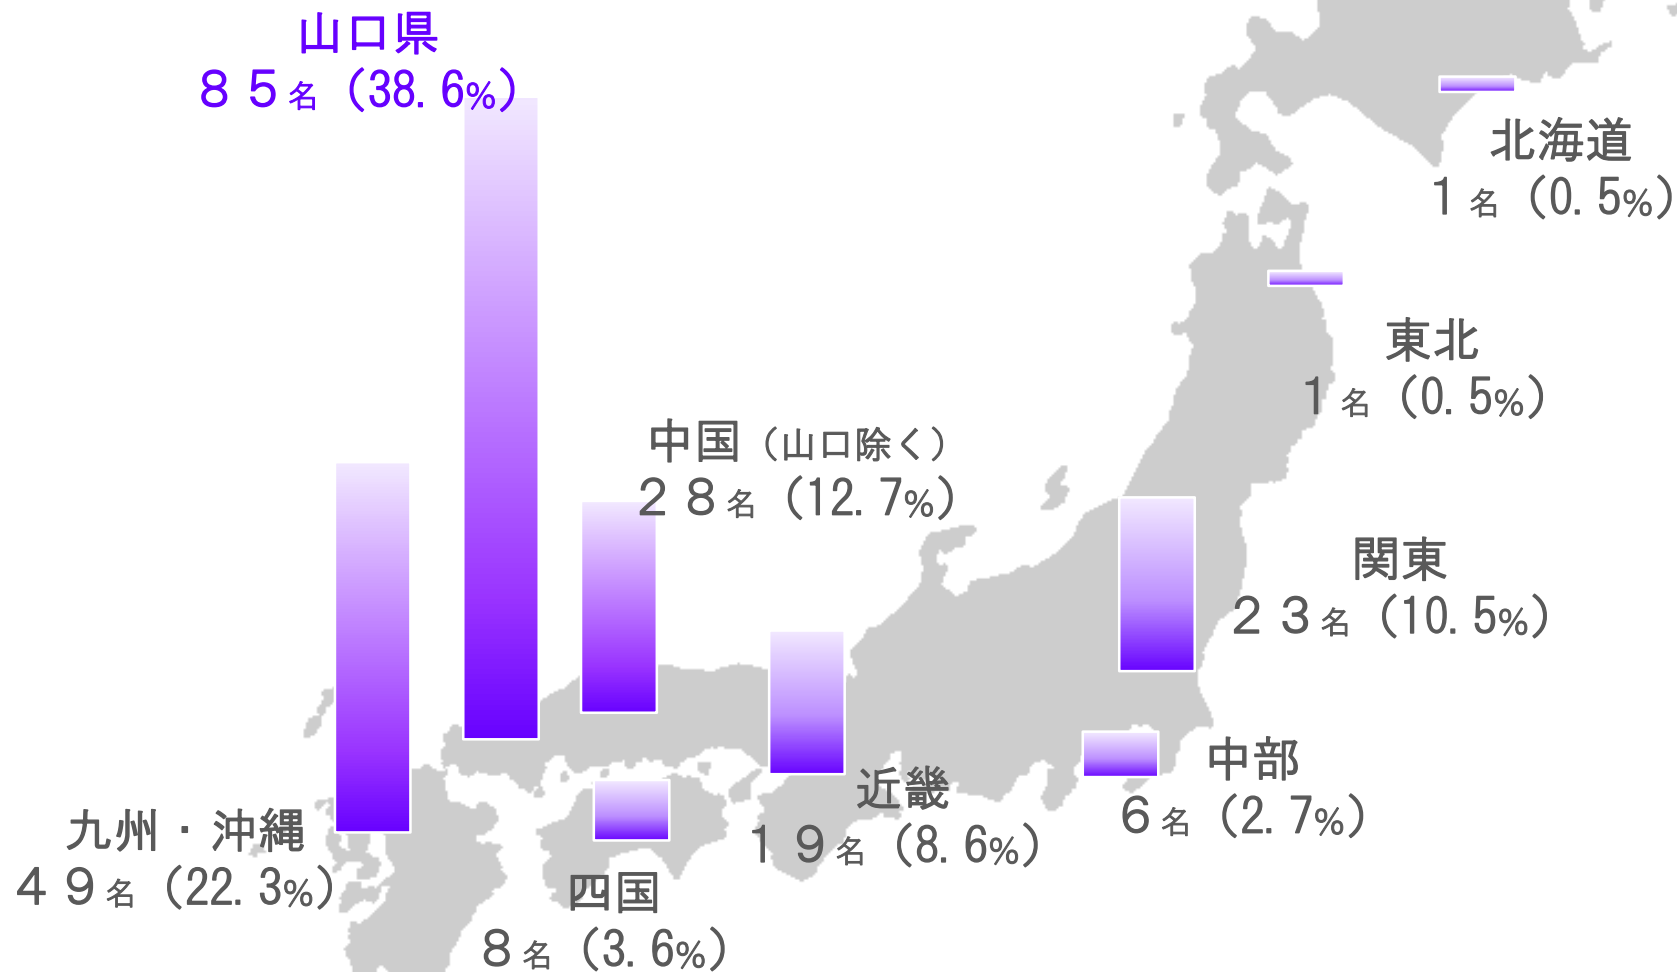 山口県
８５名（38.6%）
北海道
１名（0.5%）
東北
１名（0.5%）
中国（山口除く）
２８名（12.7%）
関東
２３名（10.5%）
中部
６名（2.7%）
近畿
１９名（8.6%）
九州・沖縄
４９名（22.3%）
四国
８名（3.6%）